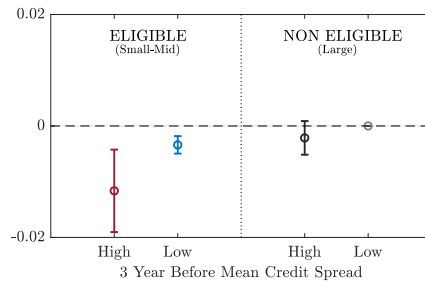 0.02
ELIGIBLE NON ELIGIBLE
(Small-Mid) (Large)
0
-0.02
High Low High Low
3 Year Before Mean Credit Spread